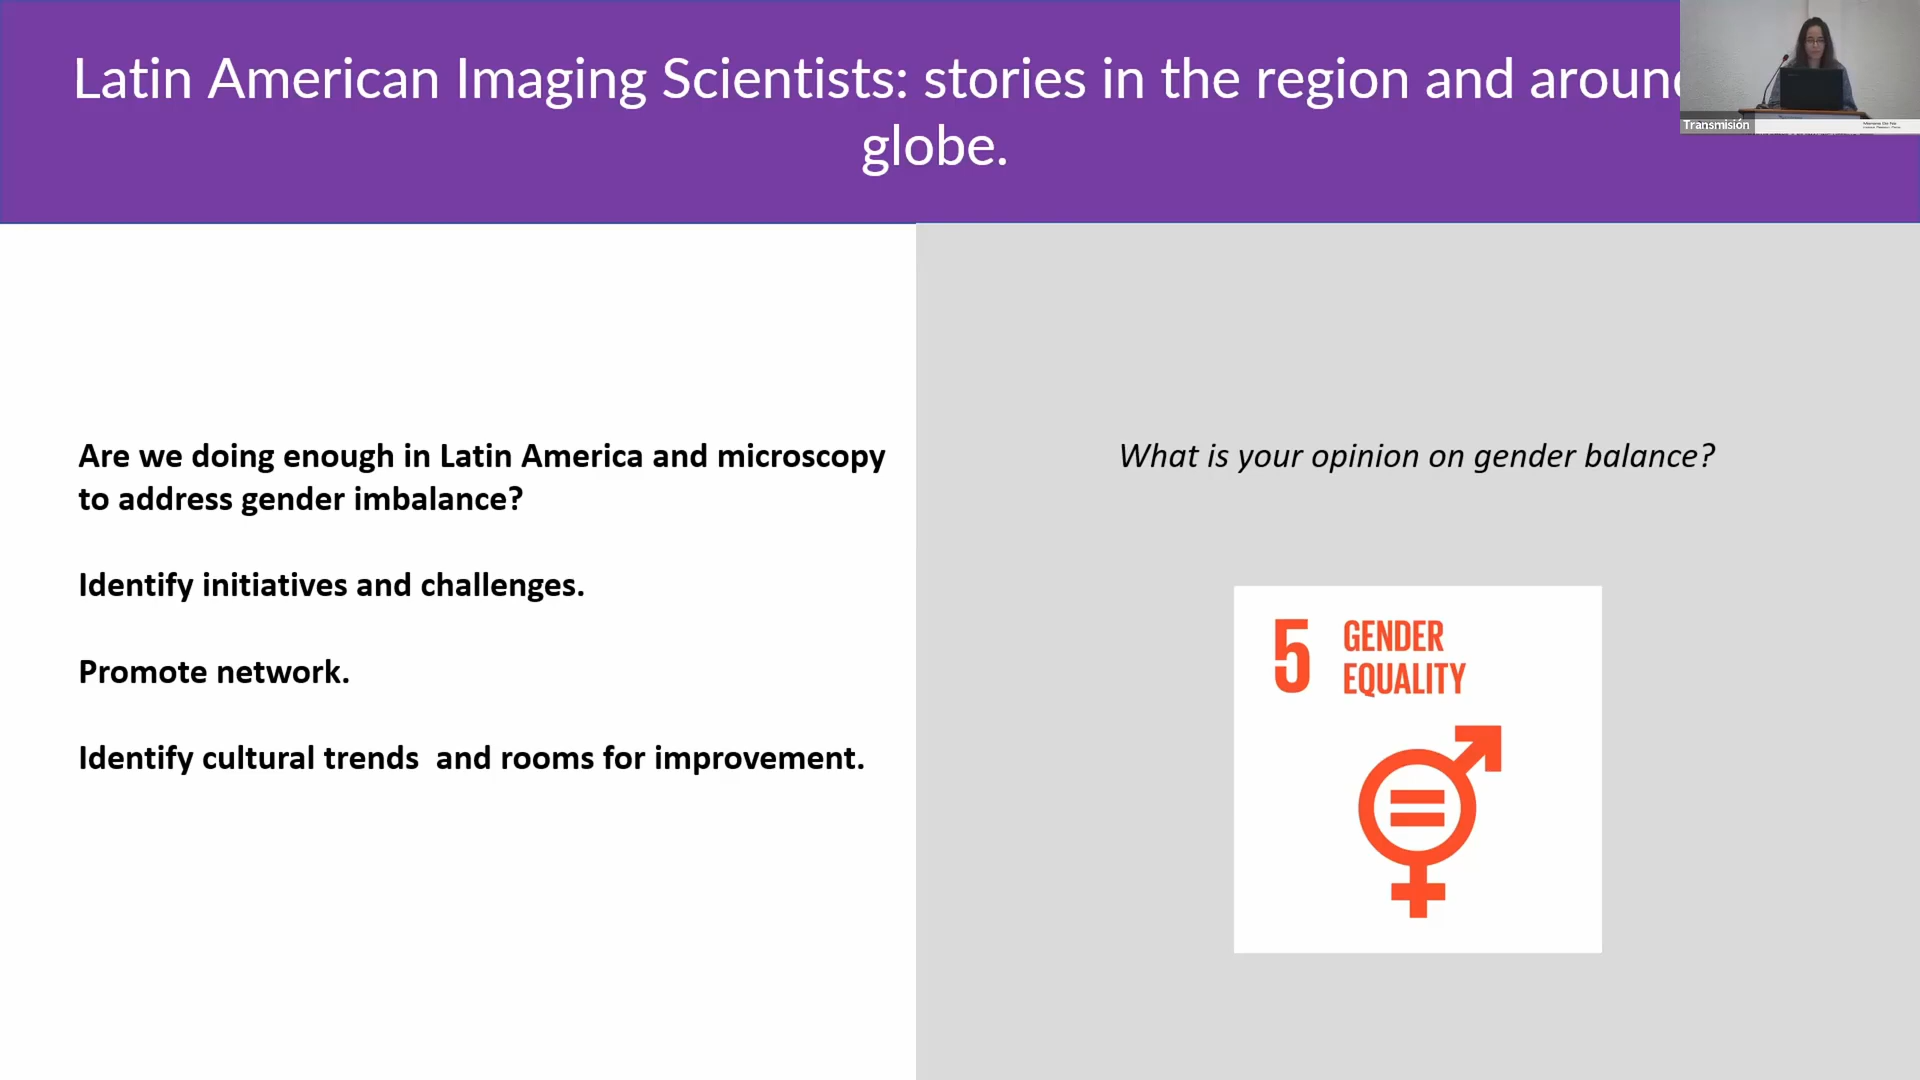 Latin American Imaging Scientists: stories in the region and aroun
globe.
Transmisión
Are we doing enough in Latin America and microscopy
to address gender imbalance?
Identify initiatives and challenges.
Promote network.
Identify cultural trends  and rooms for improvement.
What is your opinion on gender balance?
5 GENDER
EQUALITY